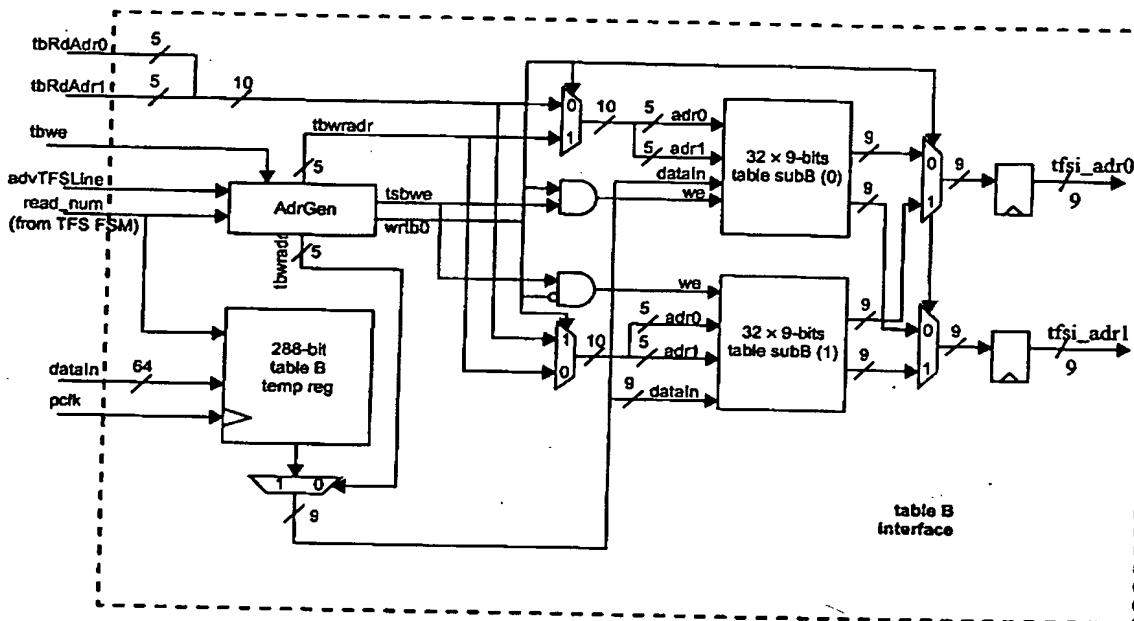 tbRdAdr0
5
tbRdAdr1
5
10
tbwe
tbwradr
5
advTFSLine
read_num
(from TFS FSM)
AdrGen
tsbwe
wrtb0
tbwradr
5
0
1
10
5
adr0
5
adr1
dataIn
we
32 × 9-bits
table subB (0)
9
9
0
1
9
tfsi_adr0
9
we
5
adr0
5
adr1
9
dataIn
1
0
10
32 × 9-bits
table subB (1)
9
9
0
1
9
tfsi_adr1
9
288-bit
table B
temp reg
dataIn
64
pclk
1 0
9
table B
interface